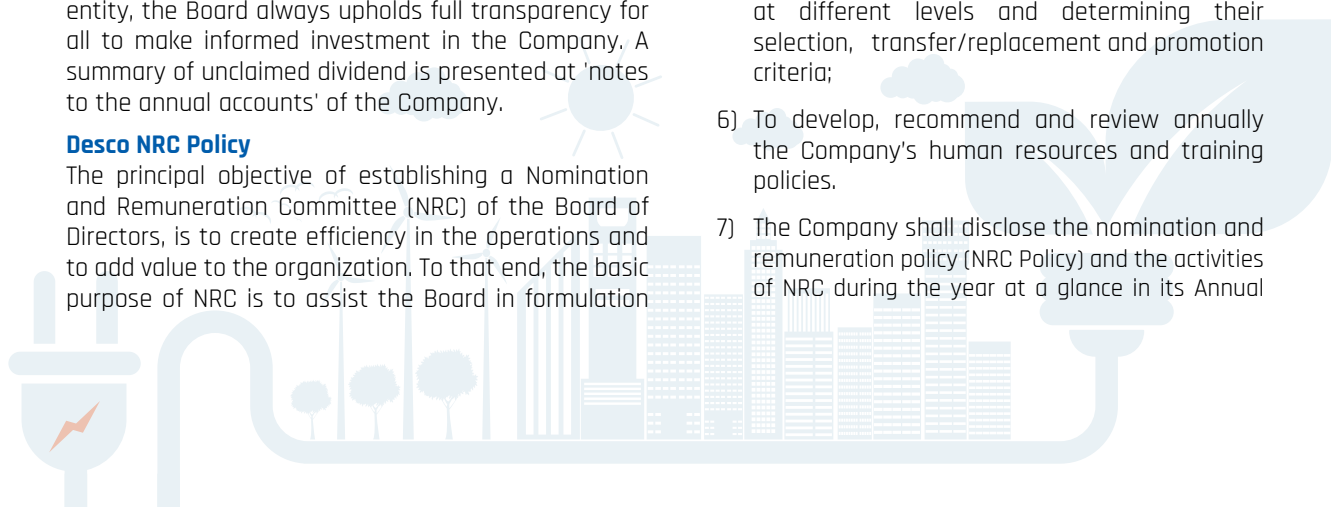 entity, the Board always upholds full transparency for
all to make informed investment in the Company. A
summary of unclaimed dividend is presented at 'notes
to the annual accounts' of the Company.
Desco NRC Policy
The principal objective of establishing a Nomination
and Remuneration Committee (NRC) of the Board of
Directors, is to create efficiency in the operations and
to add value to the organization. To that end, the basic
purpose of NRC is to assist the Board in formulation
at different levels and determining their
selection, transfer/replacement and promotion
criteria;
6) To develop, recommend and review annually
the Company's human resources and training
policies.
7) The Company shall disclose the nomination and
remuneration policy (NRC Policy) and the activities
of NRC during the year at a glance in its Annual